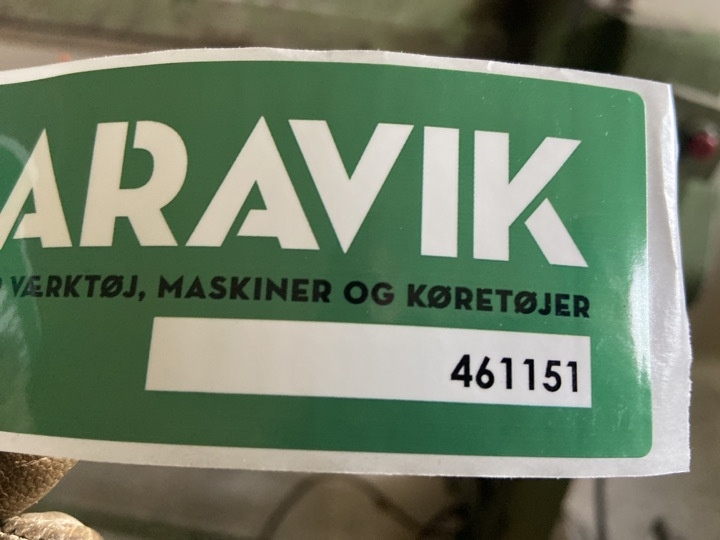 ARAVIK
VÆRKTØJ, MASKINER OG KØRETØJER
461151